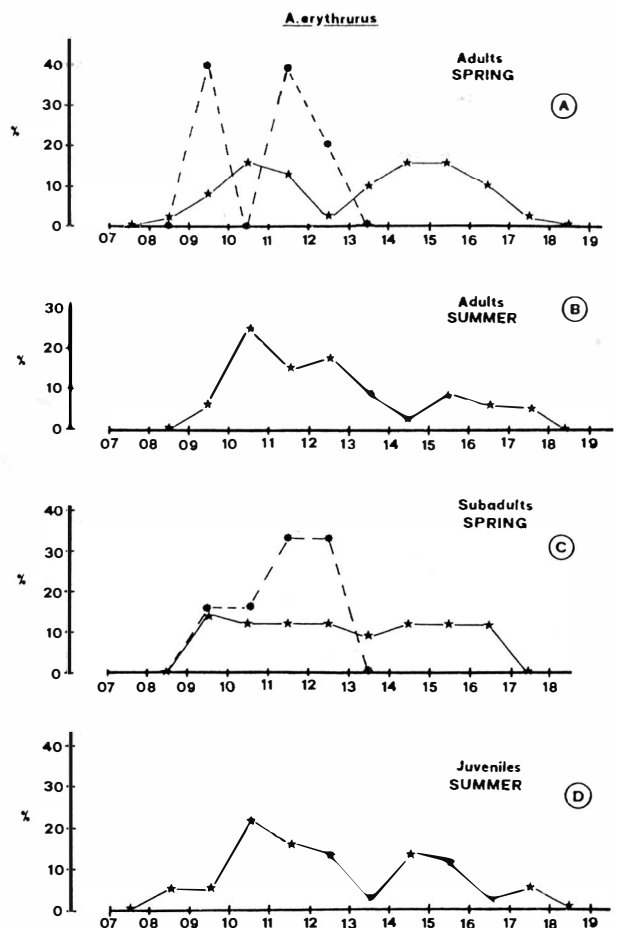 A. erythrurus
Adults
SPRING
A
40
30
20
10
0
%
07 08 09 10 11 12 13 14 15 16 17 18 19
Adults
SUMMER
B
30
20
10
0
%
07 08 09 10 11 12 13 14 15 16 17 18 19
Subadults
SPRING
C
40
30
20
10
0
%
07 08 09 10 11 12 13 14 15 16 17 18
Juveniles
SUMMER
D
40
30
20
10
0
%
07 08 09 10 11 12 13 14 15 16 17 18 19